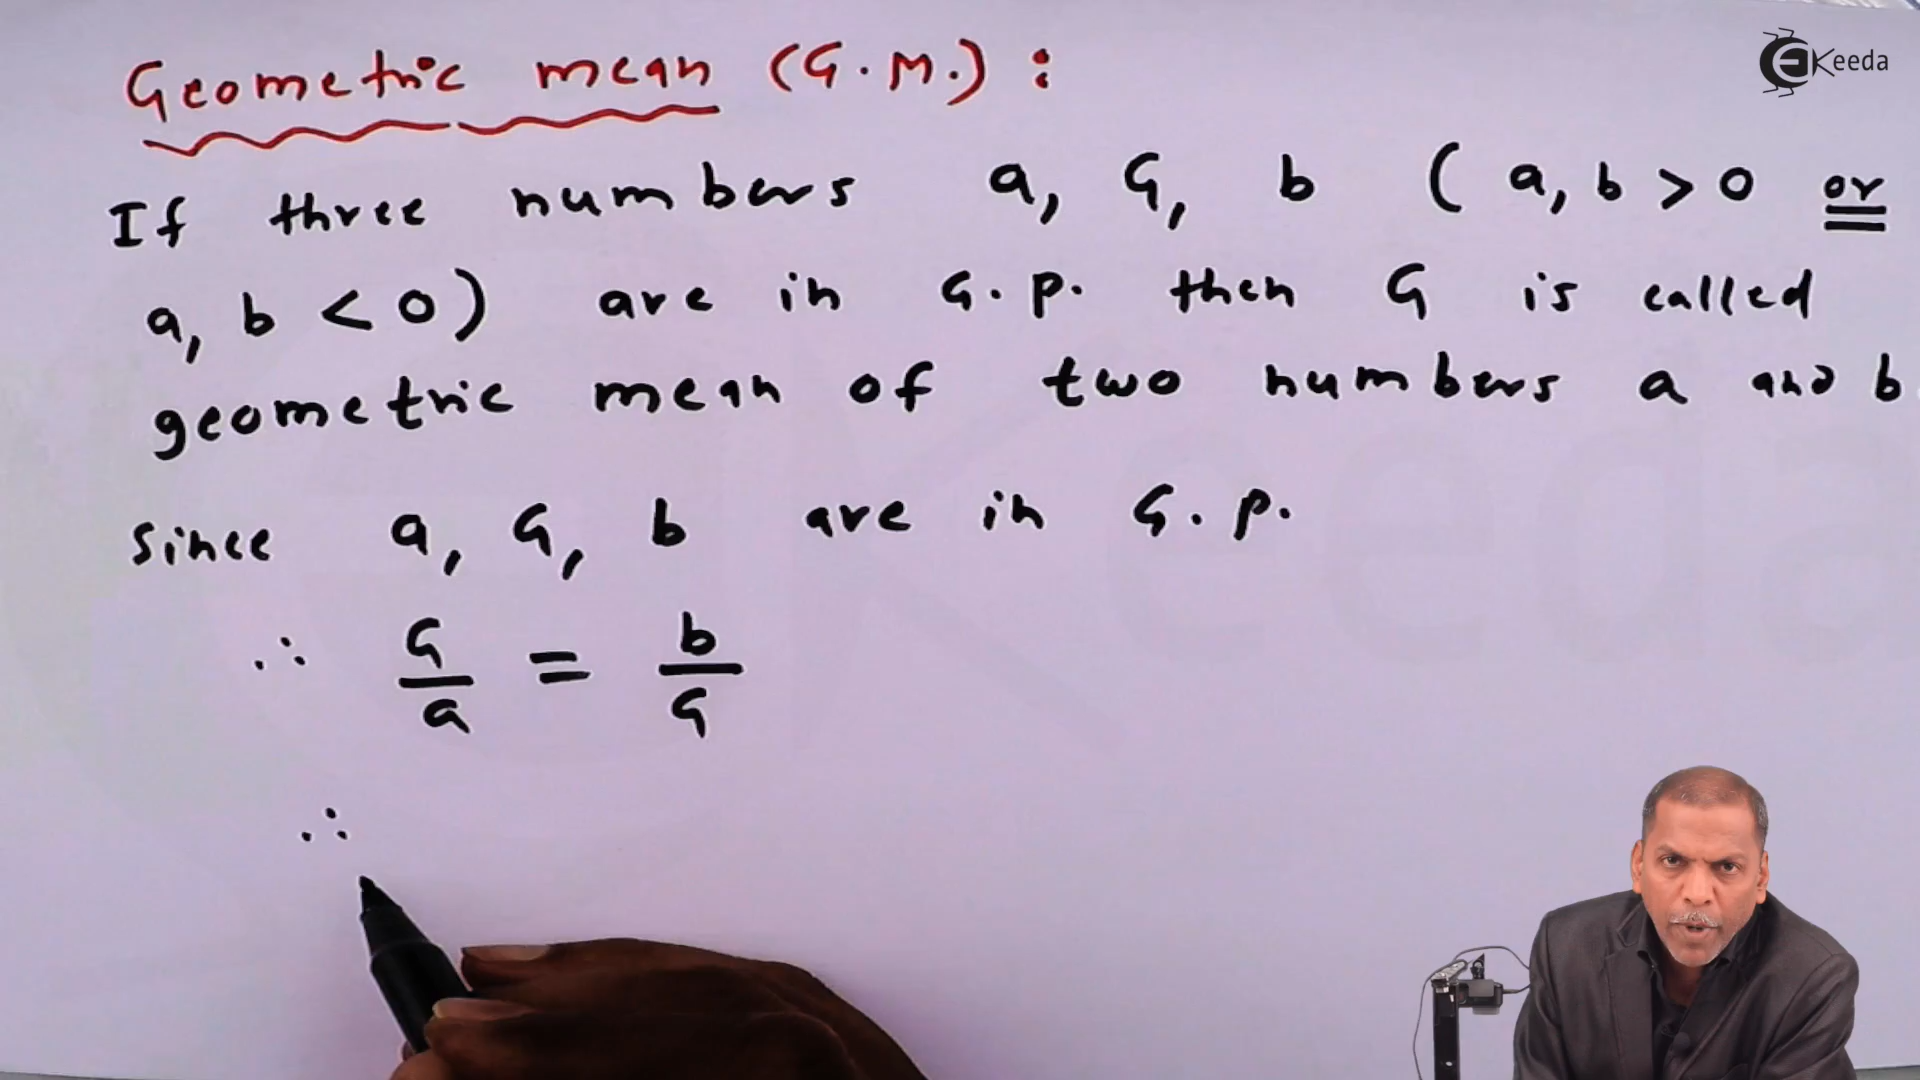 Geometric mean (G.M.) :
EKeeda
If three numbers a, G, b ( a, b > 0 or
a, b < 0 ) are in G.P. then G is called
geometric mean of two numbers a and b.
Since a, G, b are in G.P.
∴ G/a = b/G
∴